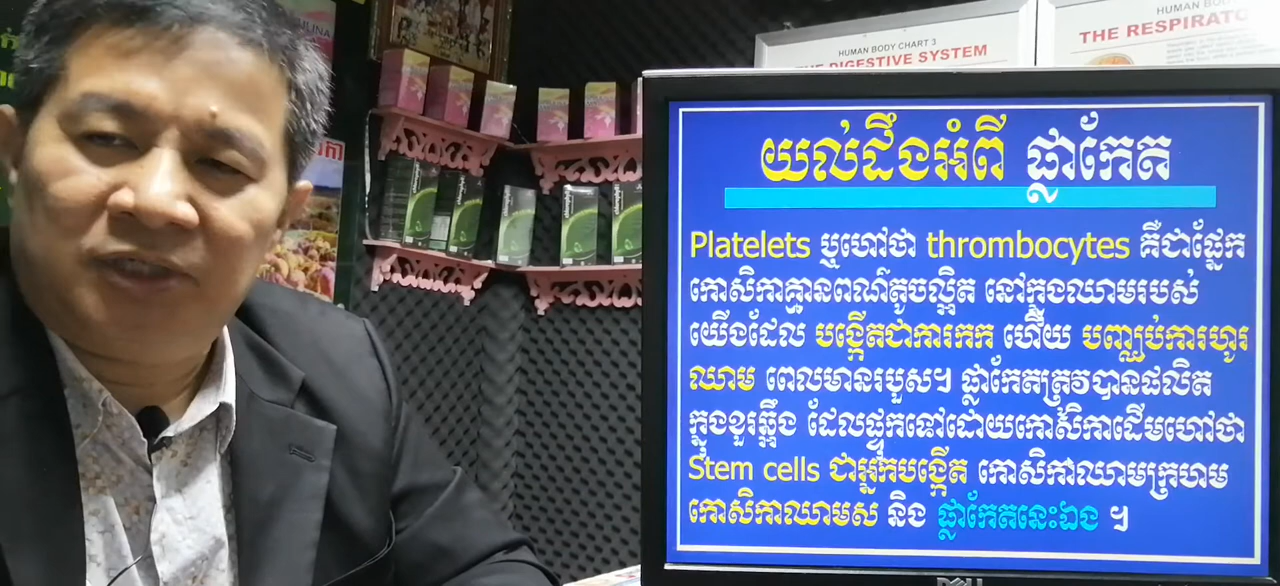 HUMAN BODY CHART 3
DIGESTIVE SYSTEM
HUMAN BODY
THE RESPIRATO
យល់ដឹងអំពី ផ្លាកែត
Platelets ឬហៅថា thrombocytes គឺជាផ្នែក
កោសិកាគ្មានពណ៌តូចល្អិត នៅក្នុងឈាមរបស់
យើងដែល បង្កើតជាការកក ហើយ បញ្ឈប់ការហូរ
ឈាម ពេលមានរបួស។ ផ្លាកែតត្រូវបានផលិត
ក្នុងខួរឆ្អឹង ដែលផ្ទុកទៅដោយកោសិកាដើមហៅថា
Stem cells ជាអ្នកបង្កើត កោសិកាឈាមក្រហម
កោសិកាឈាមស និង ផ្លាកែតនេះឯង ។